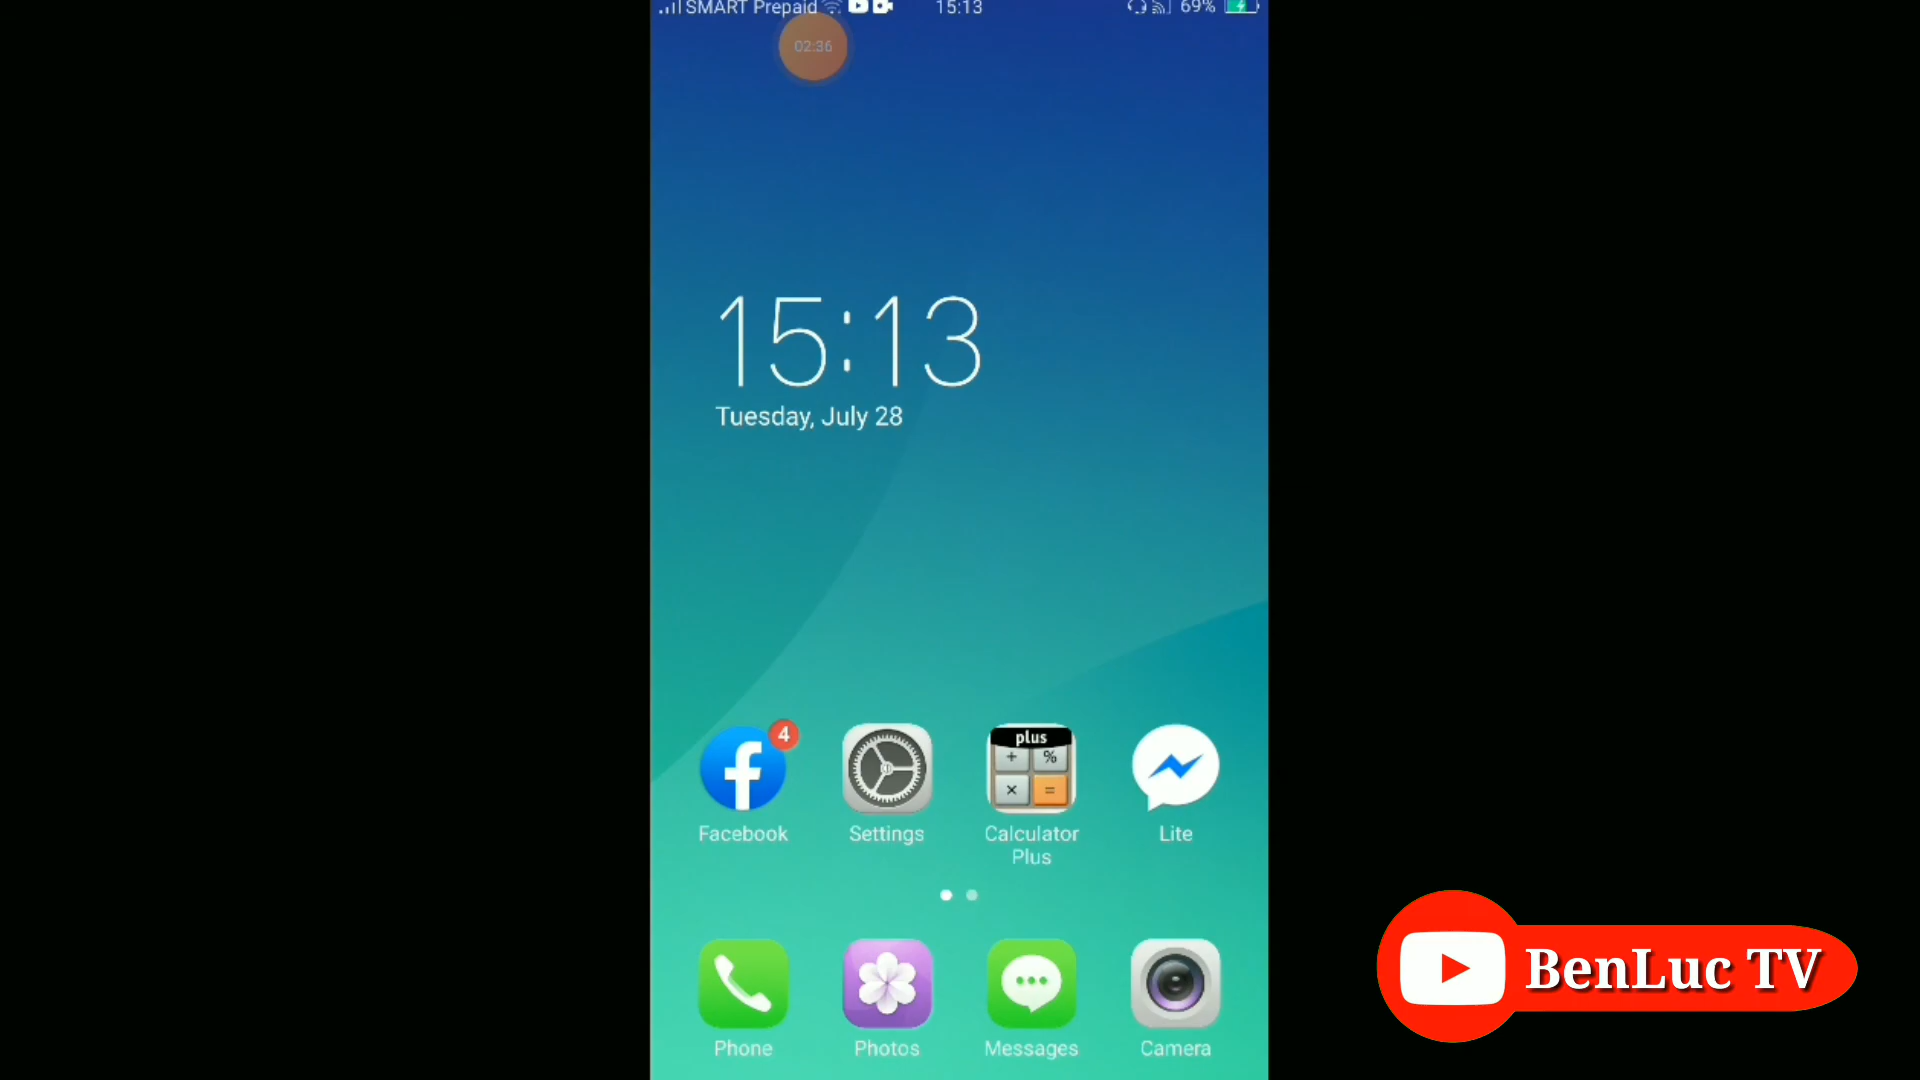 SMART Prepaid 15:13 69%
02:36
15:13
Tuesday, July 28
4
plus
+ %
× =
Facebook Settings Calculator Plus Lite
Phone Photos Messages Camera
BenLuc TV